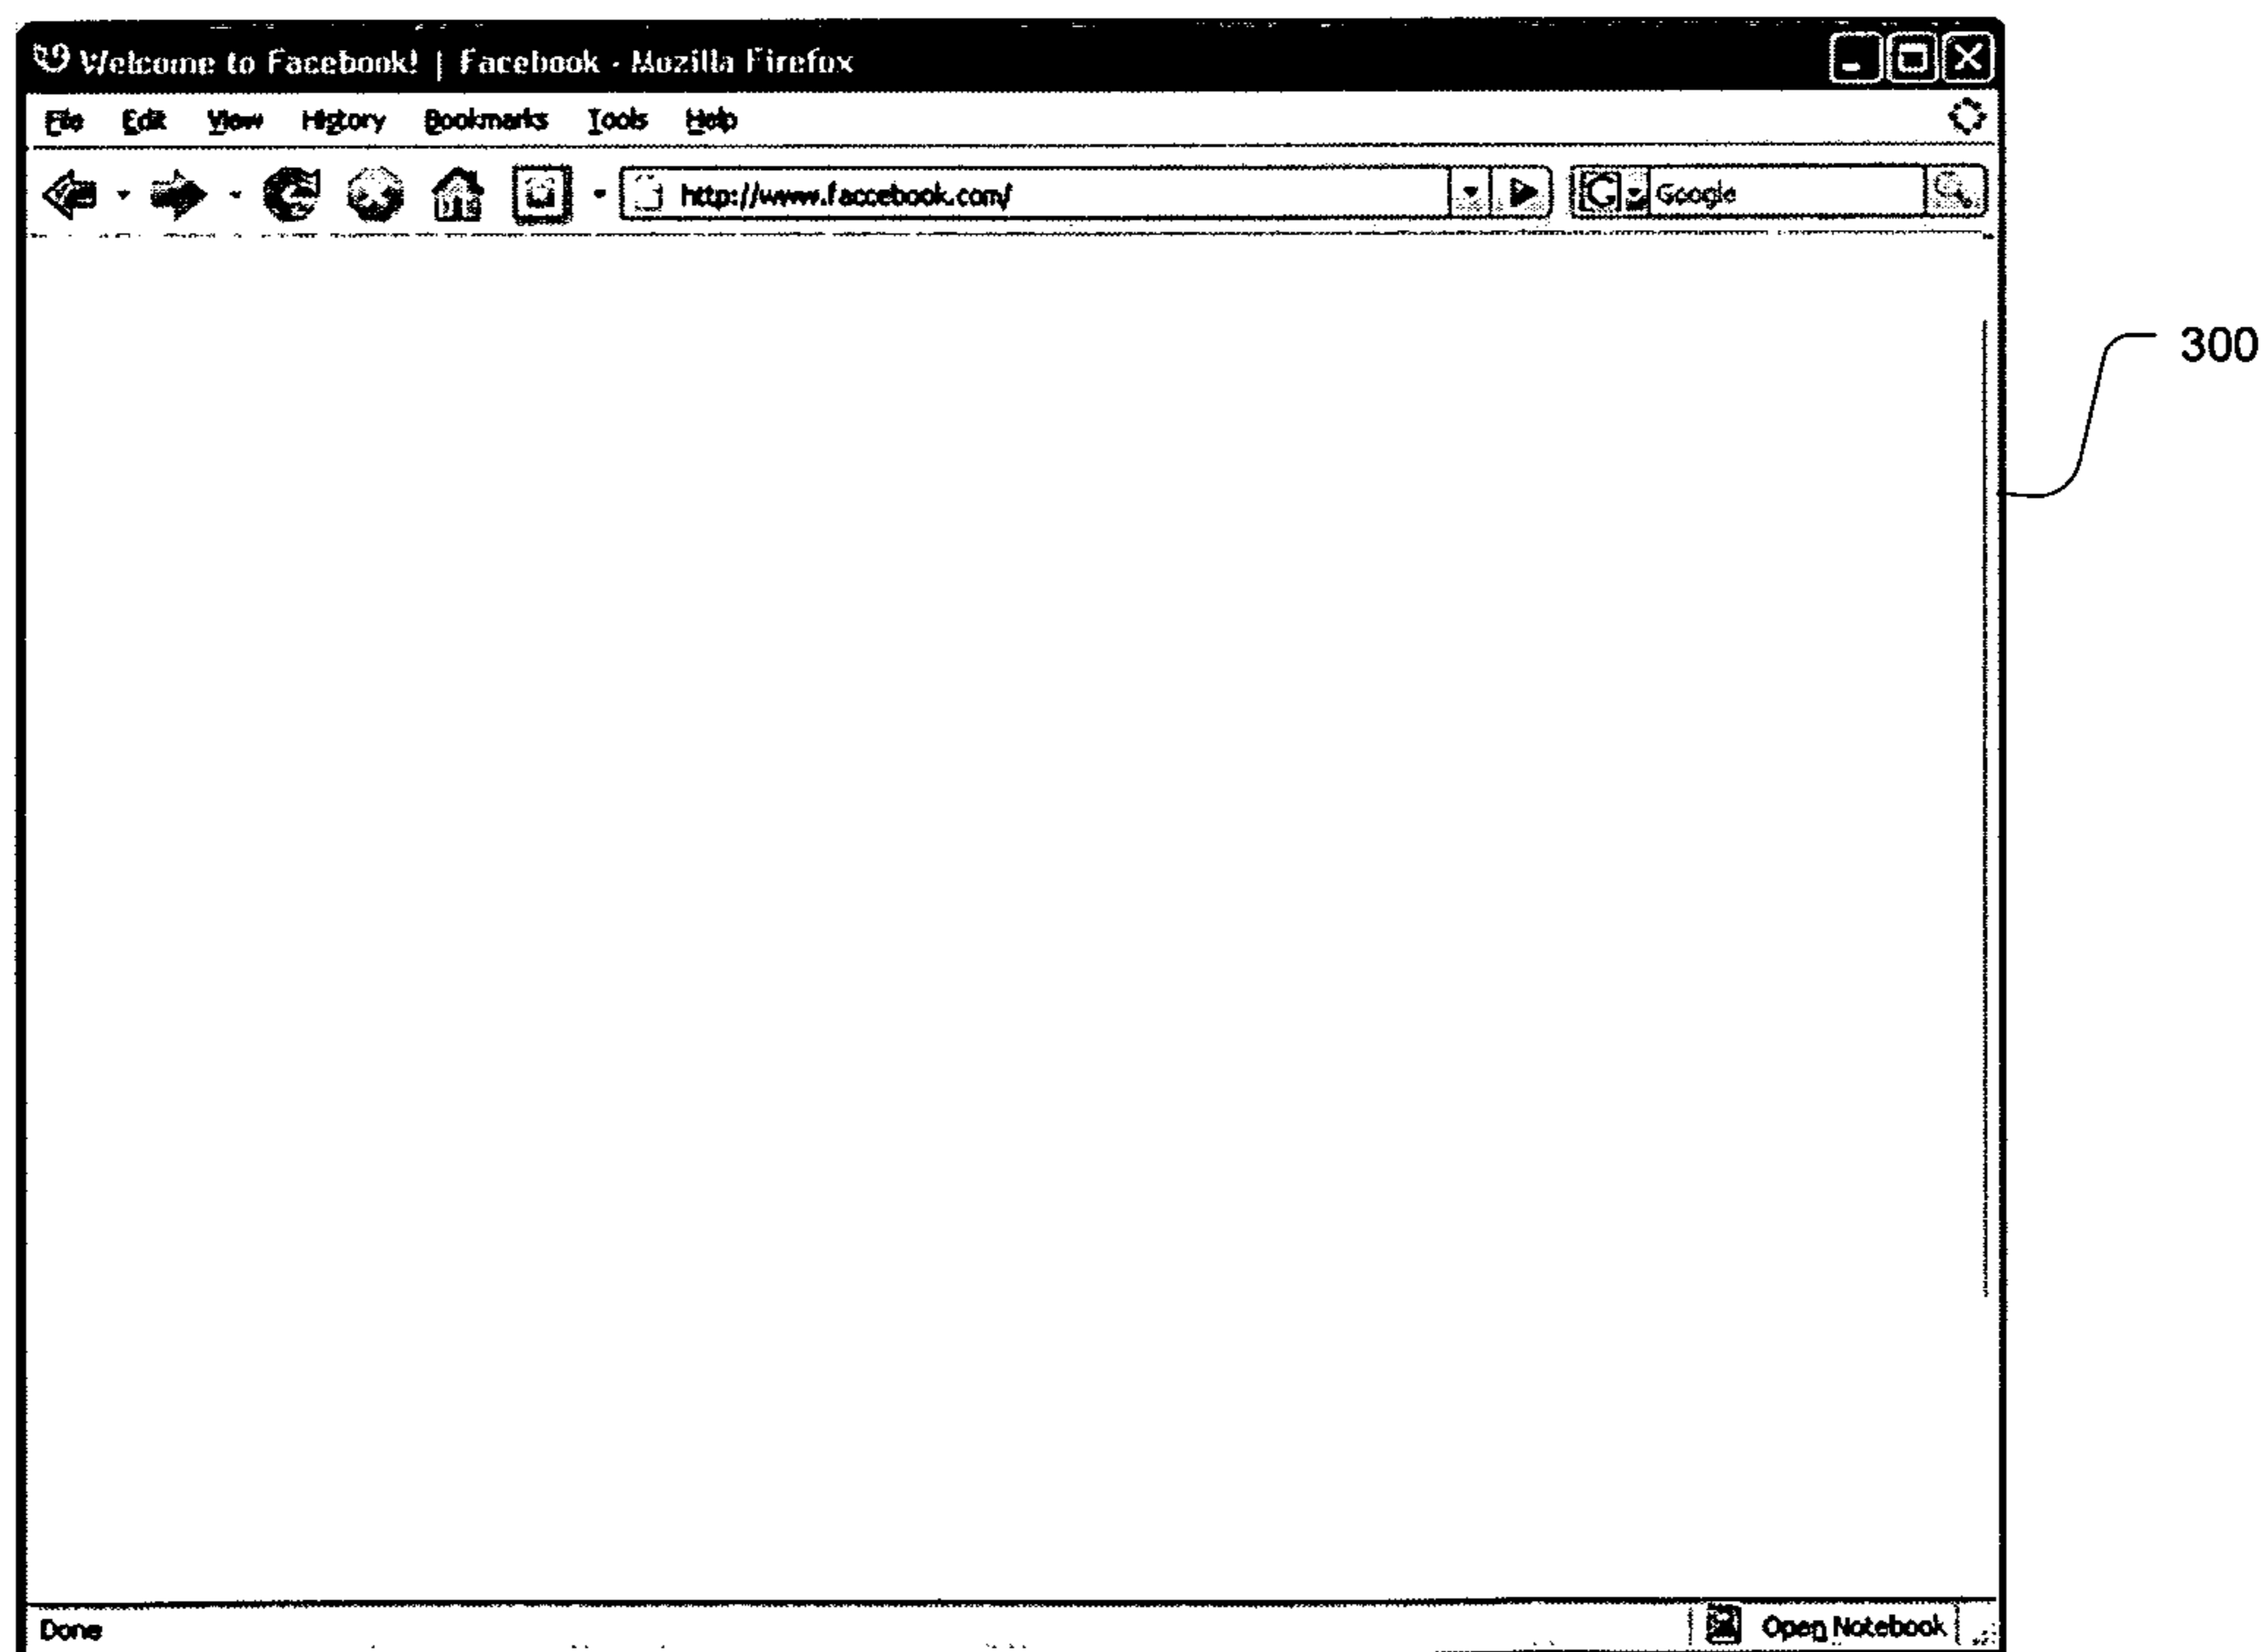 Welcome to Facebook! | Facebook - Mozilla Firefox
File Edit View History Bookmarks Tools Help
http://www.faccebook.com/ G Google
300
Done Open Notebook